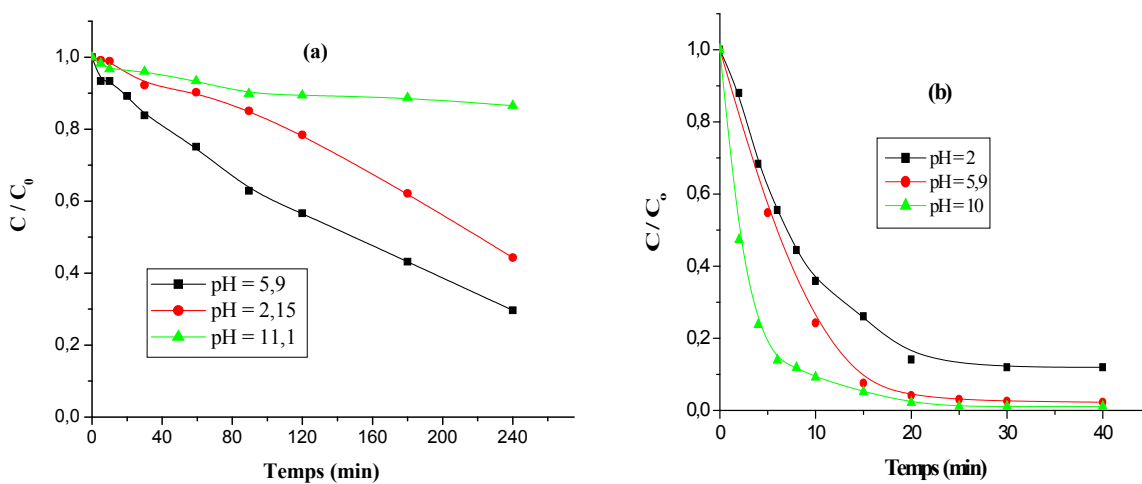 (a)
1,0
0,8
0,6
0,4
0,2
0,0
C / C0
pH = 5,9
pH = 2,15
pH = 11,1
0 40 80 120 160 200 240
Temps (min)
(b)
1,0
0,8
0,6
0,4
0,2
0,0
C / Co
pH = 2
pH = 5,9
pH = 10
0 10 20 30 40
Temps (min)